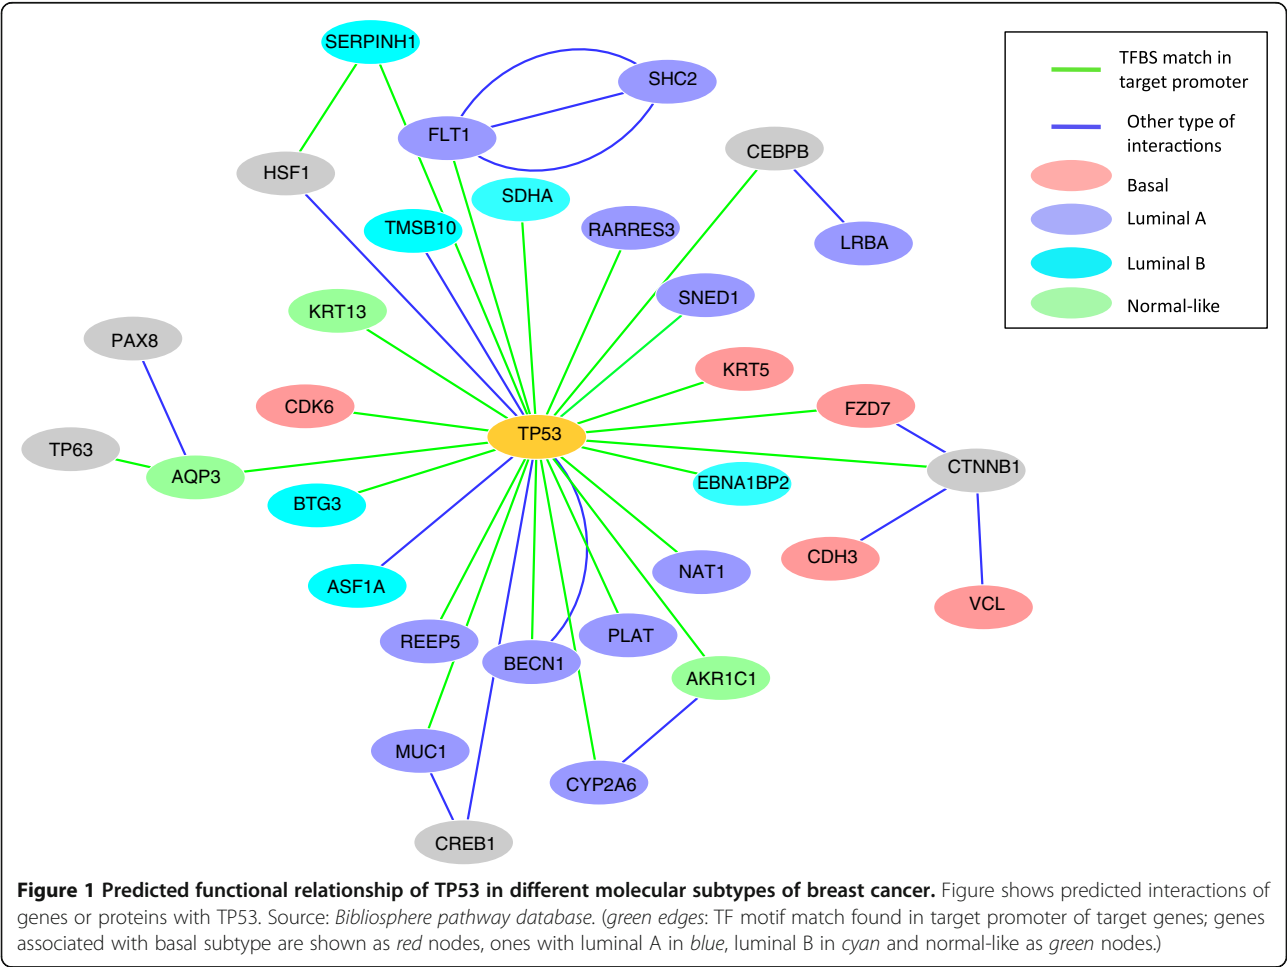 SERPINH1
SHC2
FLT1
CEBPB
HSF1
SDHA
TMSB10
RARRES3
LRBA
SNED1
KRT13
PAX8
KRT5
CDK6
FZD7
TP53
TP63
AQP3
CTNNB1
EBNA1BP2
BTG3
CDH3
NAT1
ASF1A
VCL
REEP5
PLAT
BECN1
AKR1C1
MUC1
CYP2A6
CREB1
TFBS match in
target promoter
Other type of
interactions
Basal
Luminal A
Luminal B
Normal-like
Figure 1 Predicted functional relationship of TP53 in different molecular subtypes of breast cancer. Figure shows predicted interactions of
genes or proteins with TP53. Source: Bibliosphere pathway database. (green edges: TF motif match found in target promoter of target genes; genes
associated with basal subtype are shown as red nodes, ones with luminal A in blue, luminal B in cyan and normal-like as green nodes.)